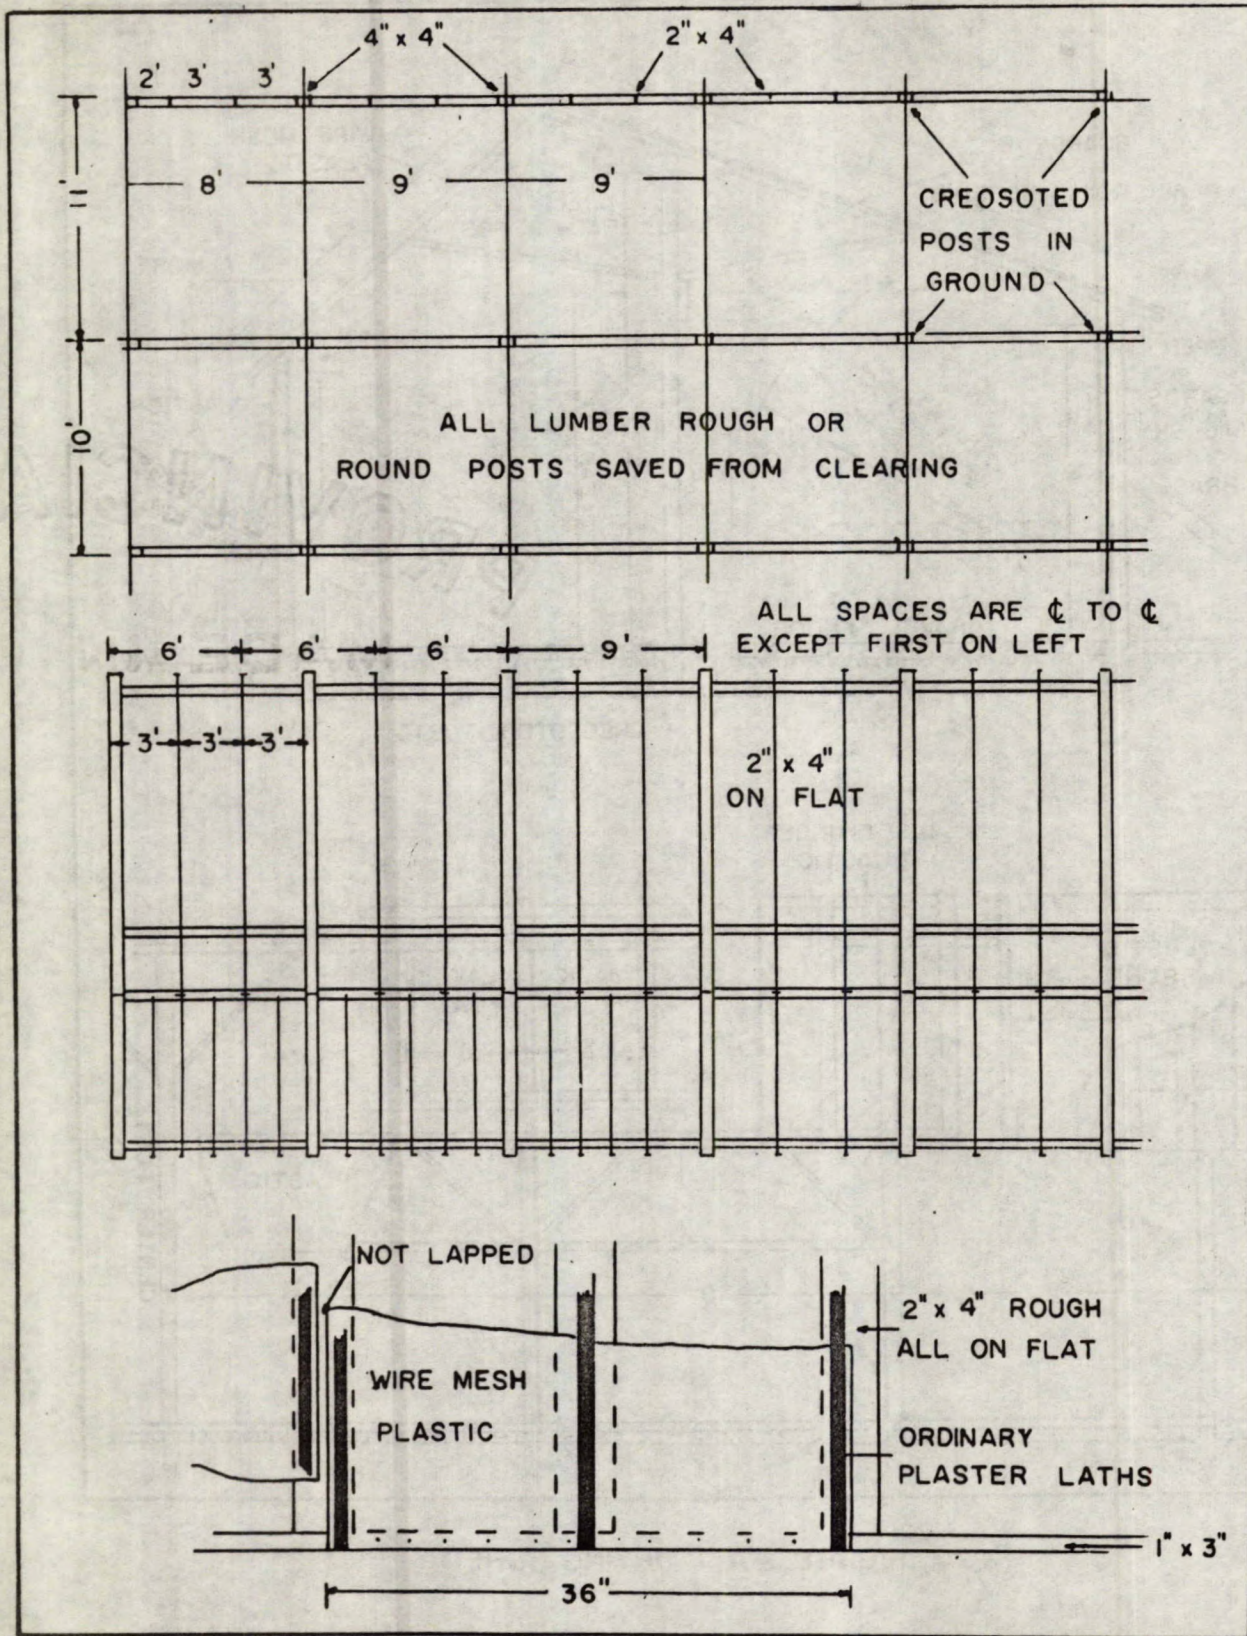 4" x 4"
2" x 4"
2' 3' 3'
11'
8' 9' 9'
CREOSOTED
POSTS IN
GROUND
10'
ALL LUMBER ROUGH OR
ROUND POSTS SAVED FROM CLEARING
ALL SPACES ARE ℄ TO ℄
EXCEPT FIRST ON LEFT
6' 6' 6' 9'
3' 3' 3'
2" x 4"
ON FLAT
NOT LAPPED
2" x 4" ROUGH
ALL ON FLAT
WIRE MESH
PLASTIC
ORDINARY
PLASTER LATHS
1" x 3"
36"